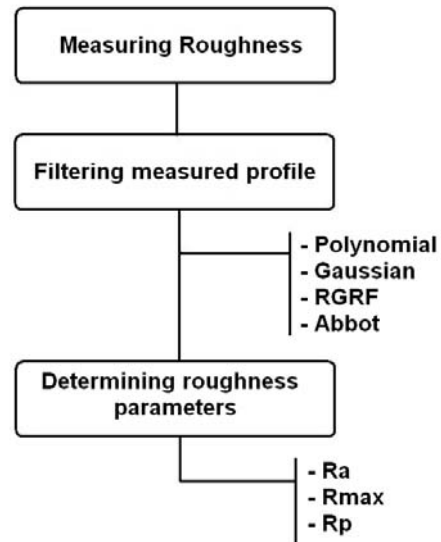 Measuring Roughness
Filtering measured profile
- Polynomial
- Gaussian
- RGRF
- Abbot
Determining roughness
parameters
- Ra
- Rmax
- Rp